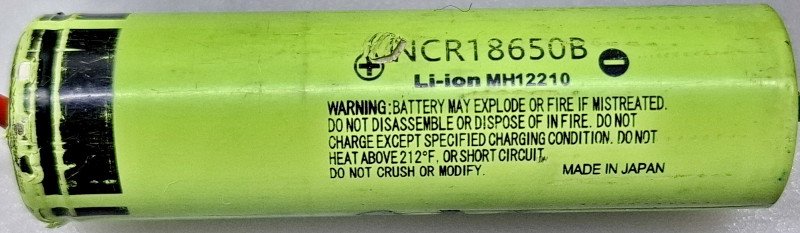 NCR18650B
Li-ion MH12210
WARNING: BATTERY MAY EXPLODE OR FIRE IF MISTREATED.
DO NOT DISASSEMBLE OR DISPOSE OF IN FIRE. DO NOT
CHARGE EXCEPT SPECIFIED CHARGING CONDITION. DO NOT
HEAT ABOVE 212°F. OR SHORT CIRCUIT.
DO NOT CRUSH OR MODIFY.
MADE IN JAPAN